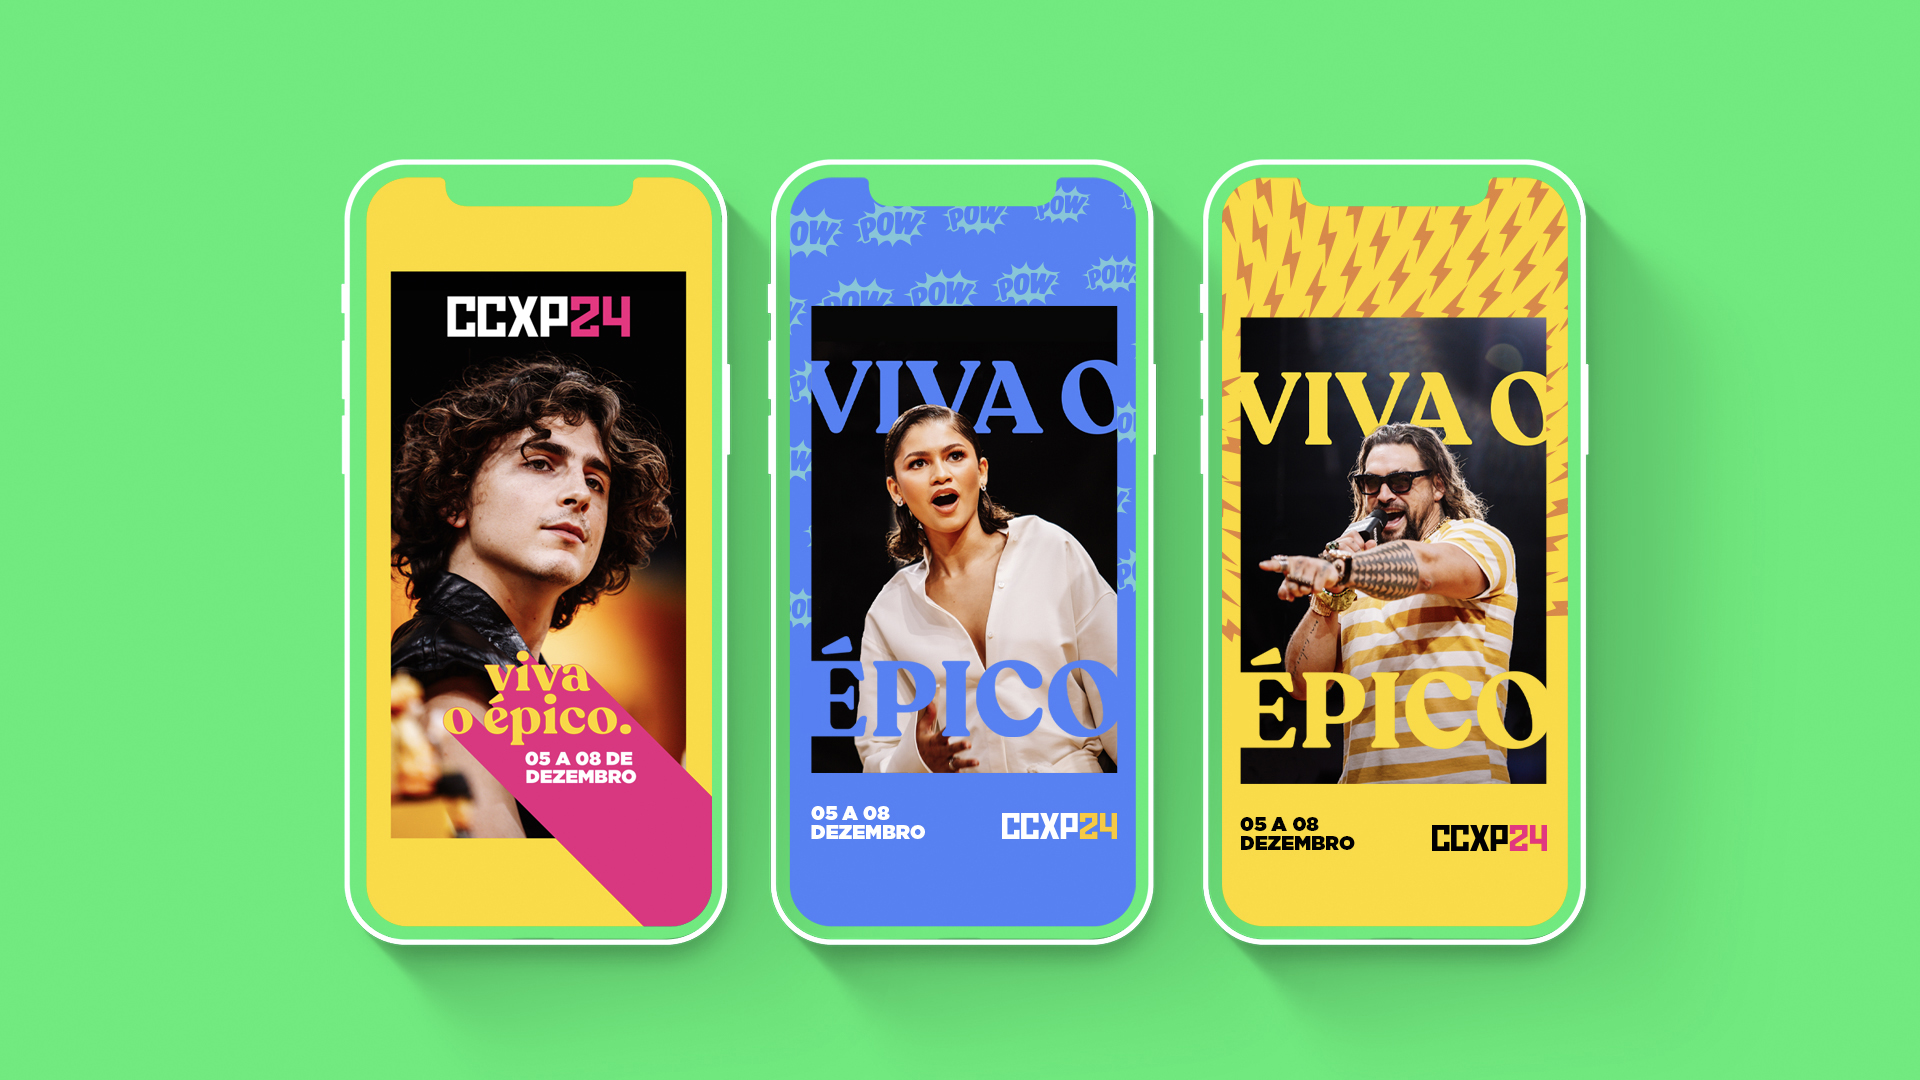 CCXP24
viva
o épico.
05 A 08 DE
DEZEMBRO
POW POW POW
POW POW POW POW
VIVA O
ÉPICO
05 A 08
DEZEMBRO
CCXP24
VIVA O
ÉPICO
05 A 08
DEZEMBRO
CCXP24